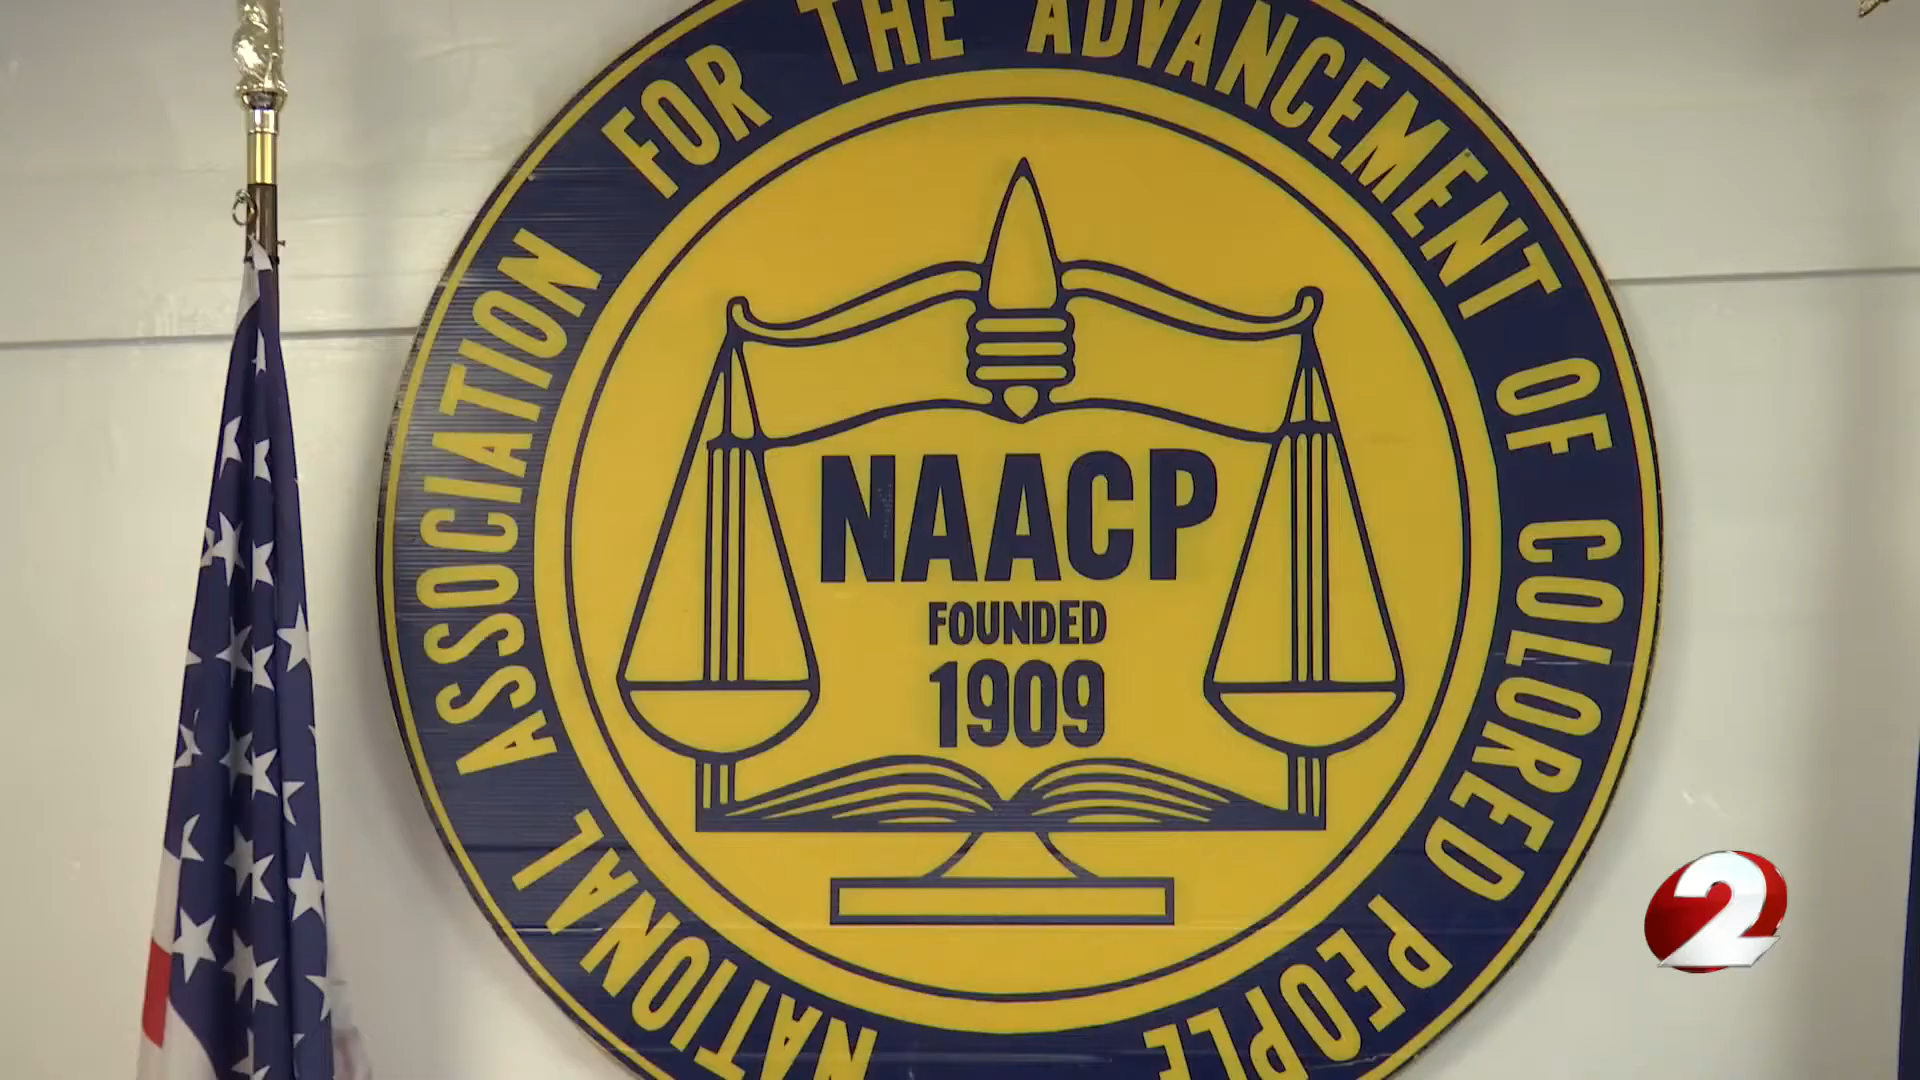 NATIONAL ASSOCIATION FOR THE ADVANCEMENT OF COLORED PEOPLE
NAACP
FOUNDED
1909
2